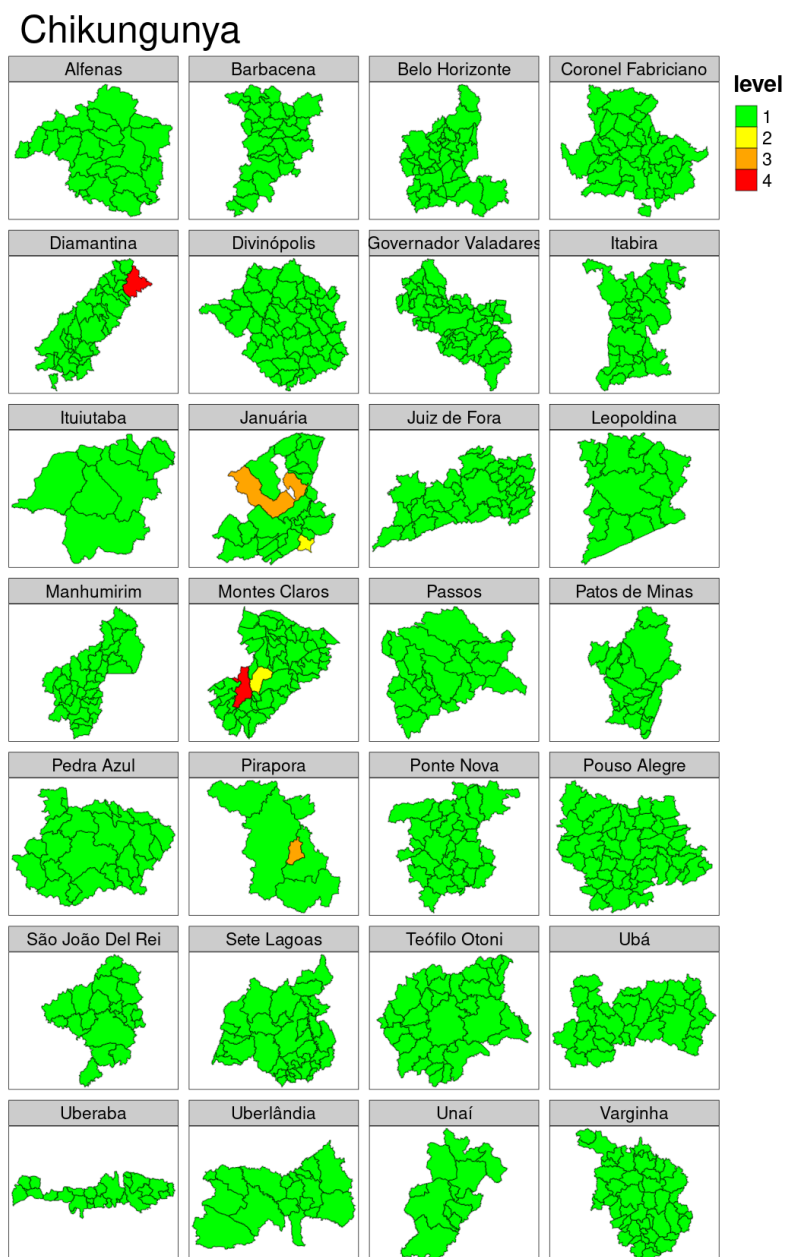 Chikungunya
Alfenas
Barbacena
Belo Horizonte
Coronel Fabriciano
level
1
2
3
4
Diamantina
Divinópolis
Governador Valadares
Itabira
Ituiutaba
Januária
Juiz de Fora
Leopoldina
Manhumirim
Montes Claros
Passos
Patos de Minas
Pedra Azul
Pirapora
Ponte Nova
Pouso Alegre
São João Del Rei
Sete Lagoas
Teófilo Otoni
Ubá
Uberaba
Uberlândia
Unaí
Varginha